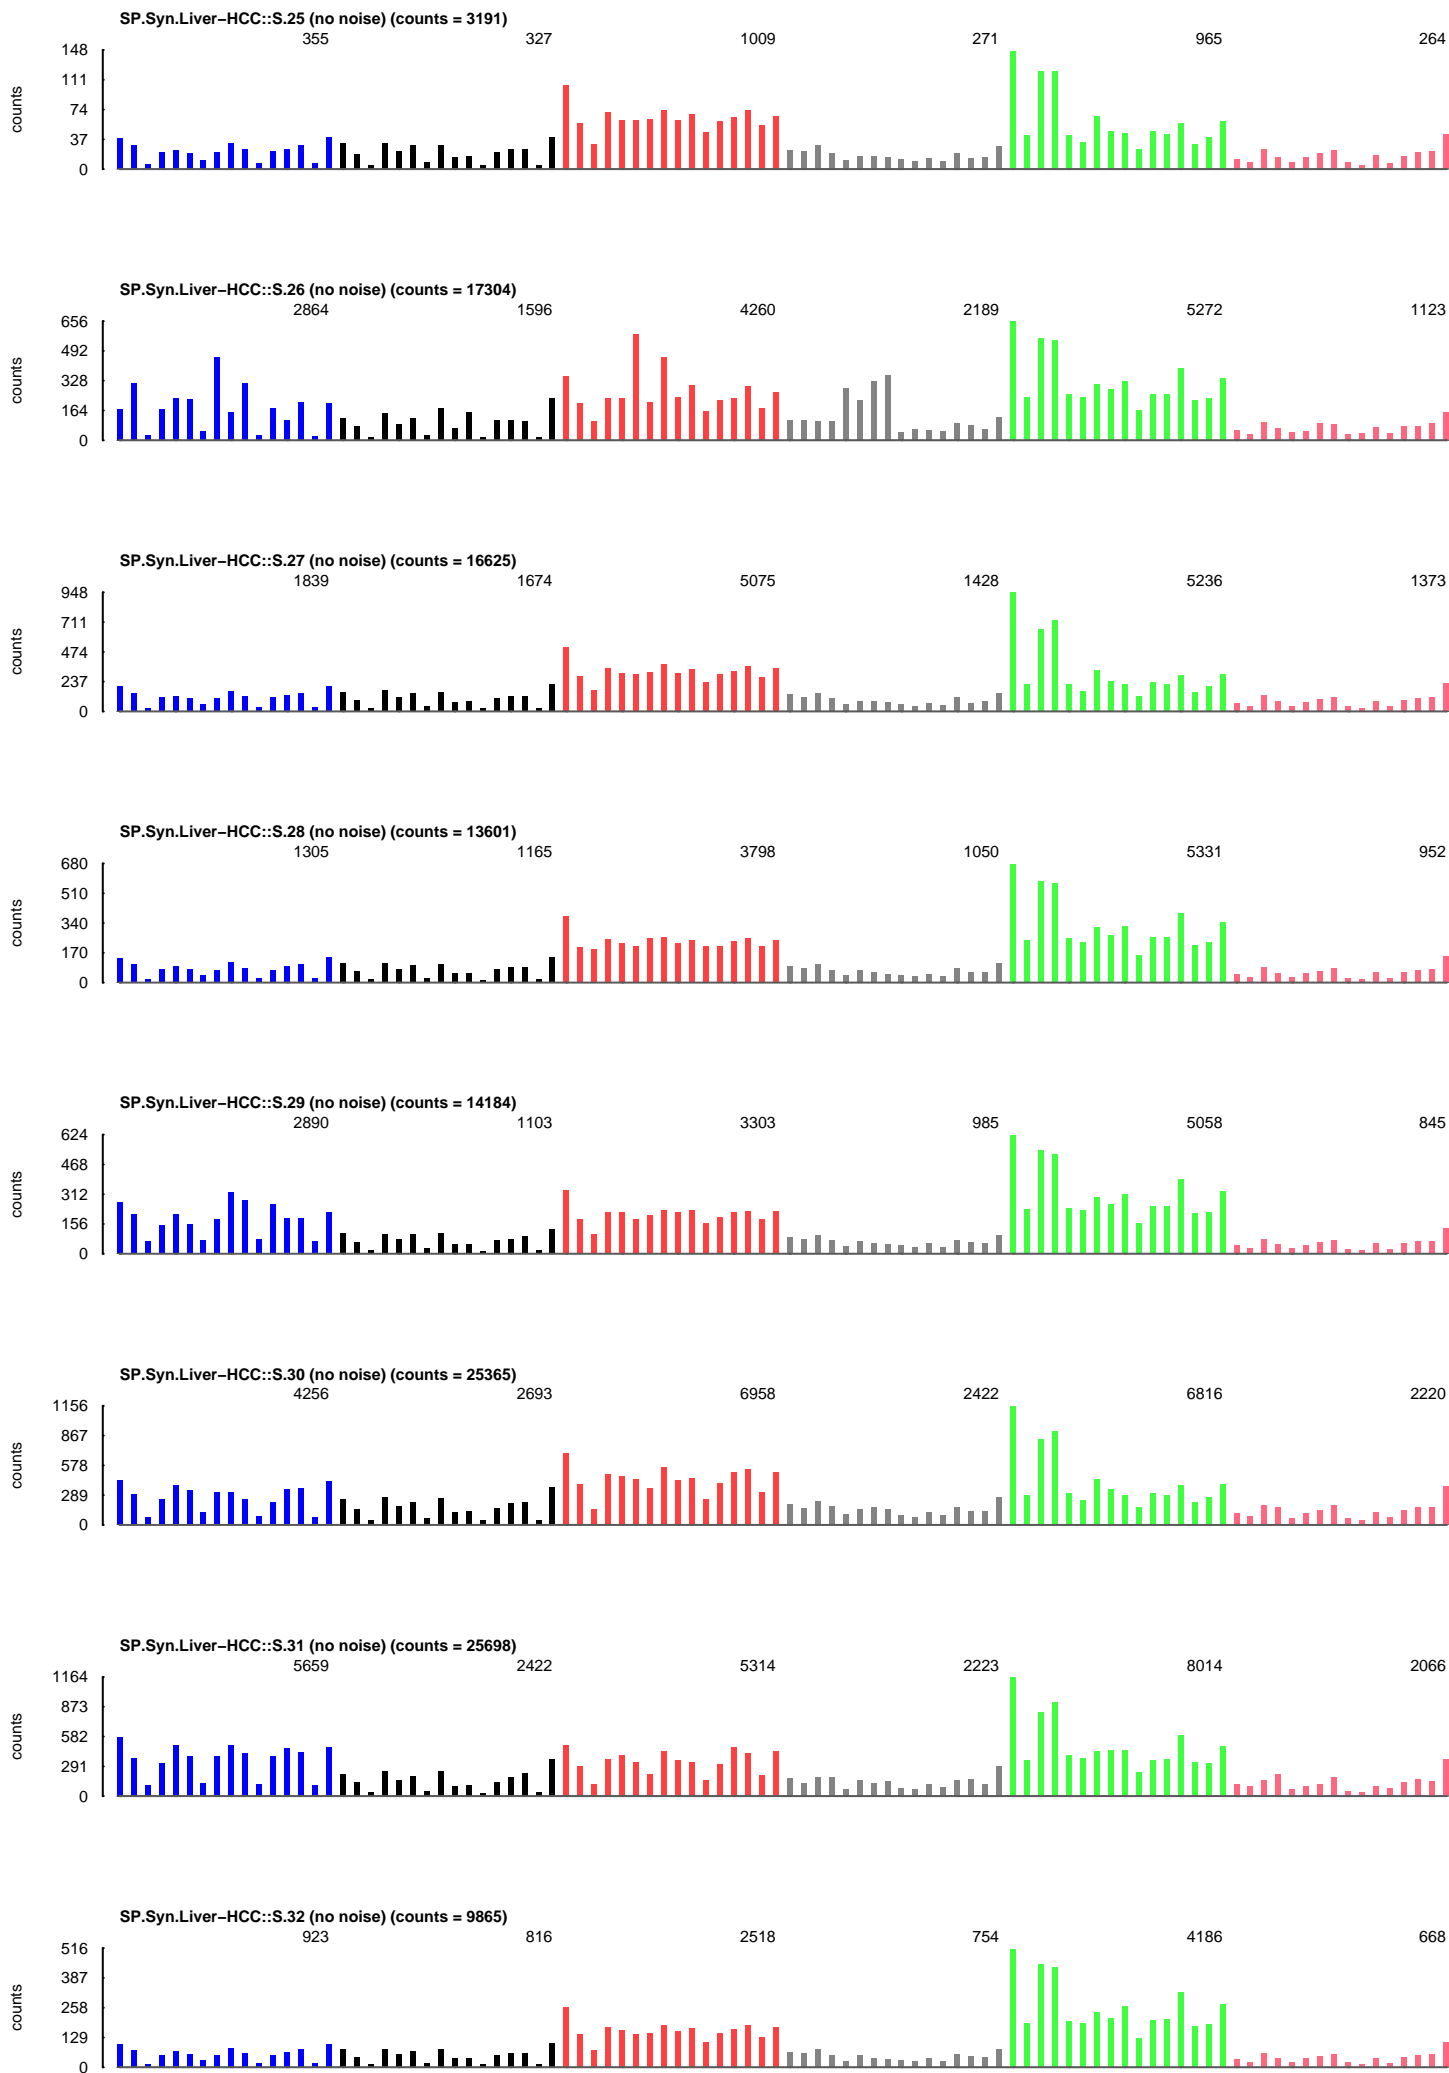 SP.Syn.Liver−HCC::S.25 (no noise) (counts = 3191)
355 327 1009 271 965 264
148
111
74
37
0
counts
SP.Syn.Liver−HCC::S.26 (no noise) (counts = 17304)
2864 1596 4260 2189 5272 1123
656
492
328
164
0
counts
SP.Syn.Liver−HCC::S.27 (no noise) (counts = 16625)
1839 1674 5075 1428 5236 1373
948
711
474
237
0
counts
SP.Syn.Liver−HCC::S.28 (no noise) (counts = 13601)
1305 1165 3798 1050 5331 952
680
510
340
170
0
counts
SP.Syn.Liver−HCC::S.29 (no noise) (counts = 14184)
2890 1103 3303 985 5058 845
624
468
312
156
0
counts
SP.Syn.Liver−HCC::S.30 (no noise) (counts = 25365)
4256 2693 6958 2422 6816 2220
1156
867
578
289
0
counts
SP.Syn.Liver−HCC::S.31 (no noise) (counts = 25698)
5659 2422 5314 2223 8014 2066
1164
873
582
291
0
counts
SP.Syn.Liver−HCC::S.32 (no noise) (counts = 9865)
923 816 2518 754 4186 668
516
387
258
129
0
counts